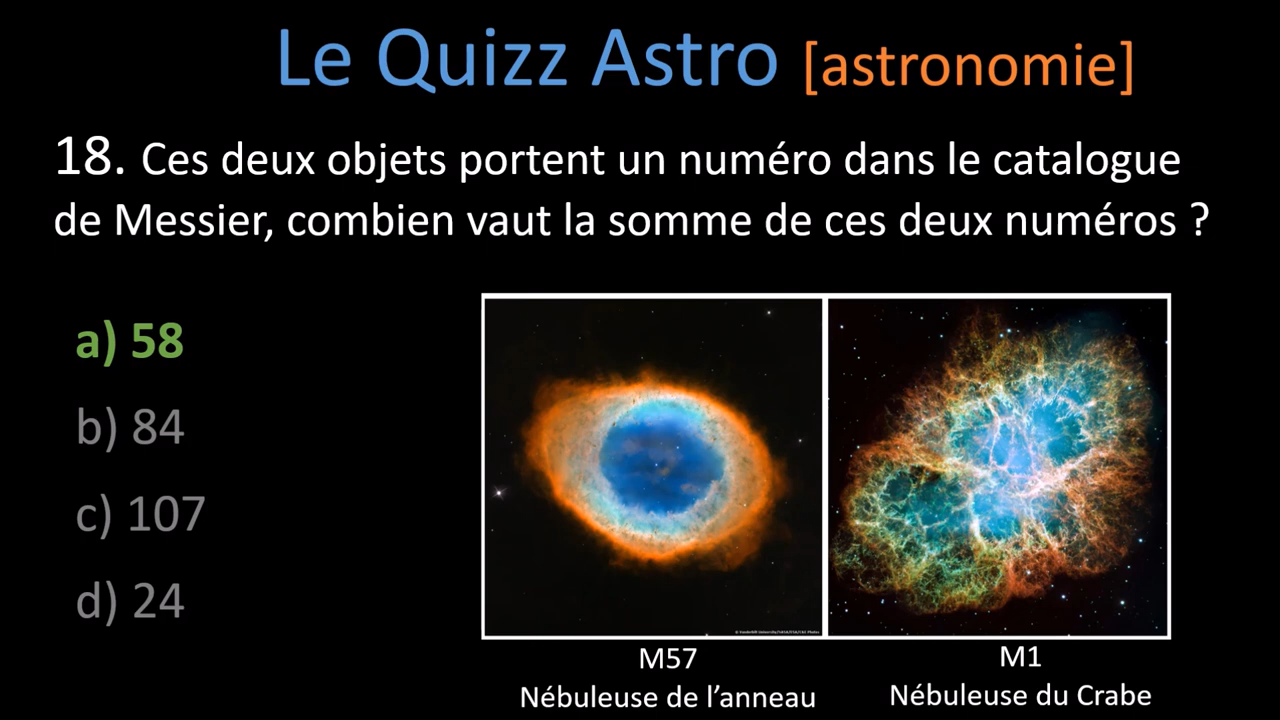 Le Quizz Astro [astronomie]
18. Ces deux objets portent un numéro dans le catalogue
de Messier, combien vaut la somme de ces deux numéros ?
a) 58
b) 84
c) 107
d) 24
M57
Nébuleuse de l’anneau
M1
Nébuleuse du Crabe